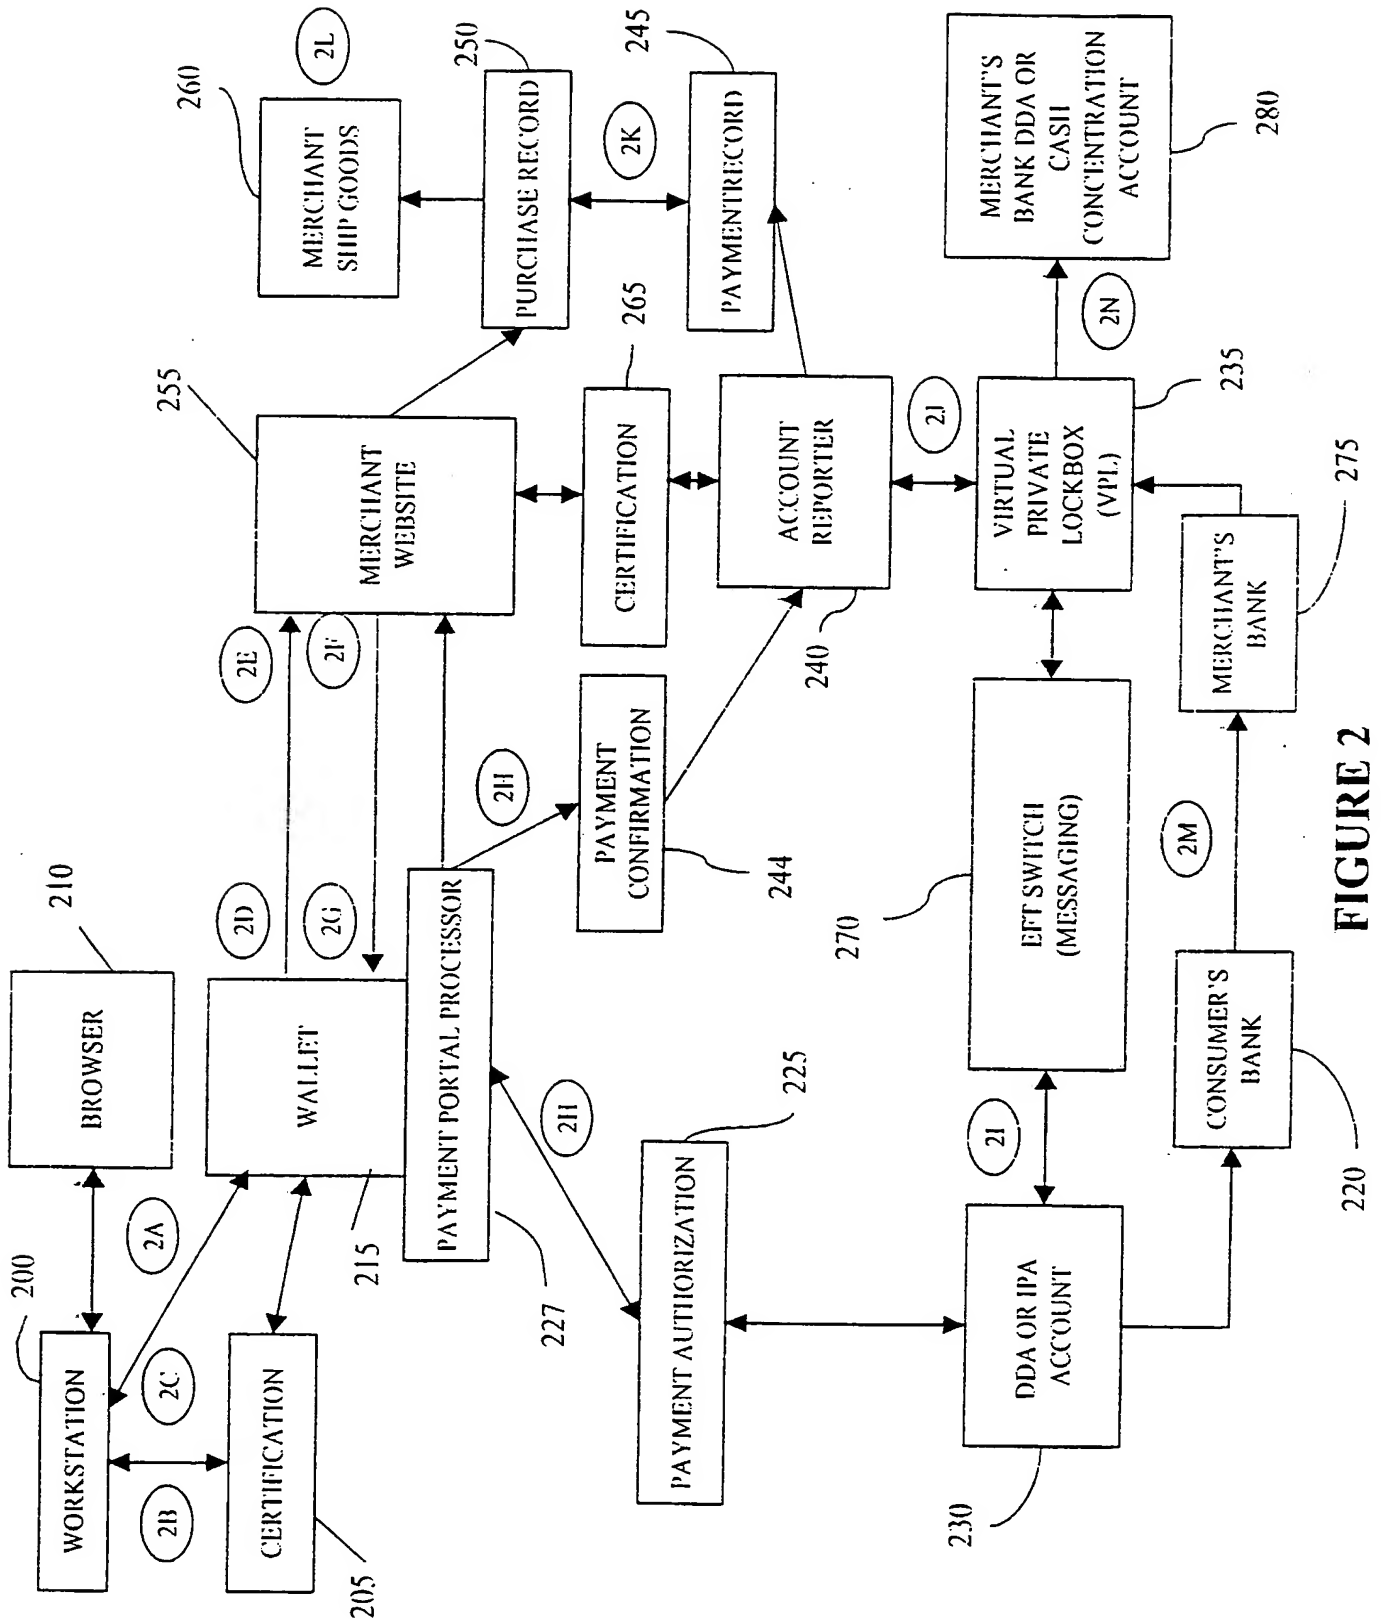 200
WORKSTATION
2A
BROWSER
210
2B
2C
CERTIFICATION
205
WALLET
215
2D
2E
2G
2F
MERCHANT
WEBSITE
255
MERCHANT
SHIP GOODS
260
2L
PAYMENT PORTAL PROCESSOR
227
2H
PURCHASE RECORD
250
2H
PAYMENT
CONFIRMATION
244
CERTIFICATION
265
2K
PAYMENT AUTHORIZATION
225
ACCOUNT
REPORTER
240
PAYMENTRECORD
245
2J
DDA OR IPA
ACCOUNT
230
2I
EFT SWITCH
(MESSAGING)
270
VIRTUAL
PRIVATE
LOCKBOX
(VPL)
235
2N
MERCHANT'S
BANK DDA OR
CASH
CONCENTRATION
ACCOUNT
280
CONSUMER'S
BANK
220
2M
MERCHANT'S
BANK
275
FIGURE 2